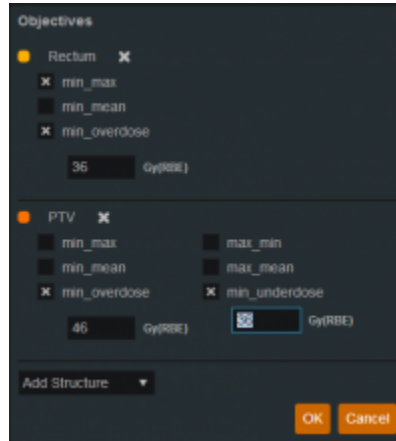 Objectives
Rectum
min_max
min_mean
min_overdose
36 Gy(RBE)
PTV
min_max max_min
min_mean max_mean
min_overdose min_underdose
46 Gy(RBE) Gy(RBE)
Add Structure
OK Cancel